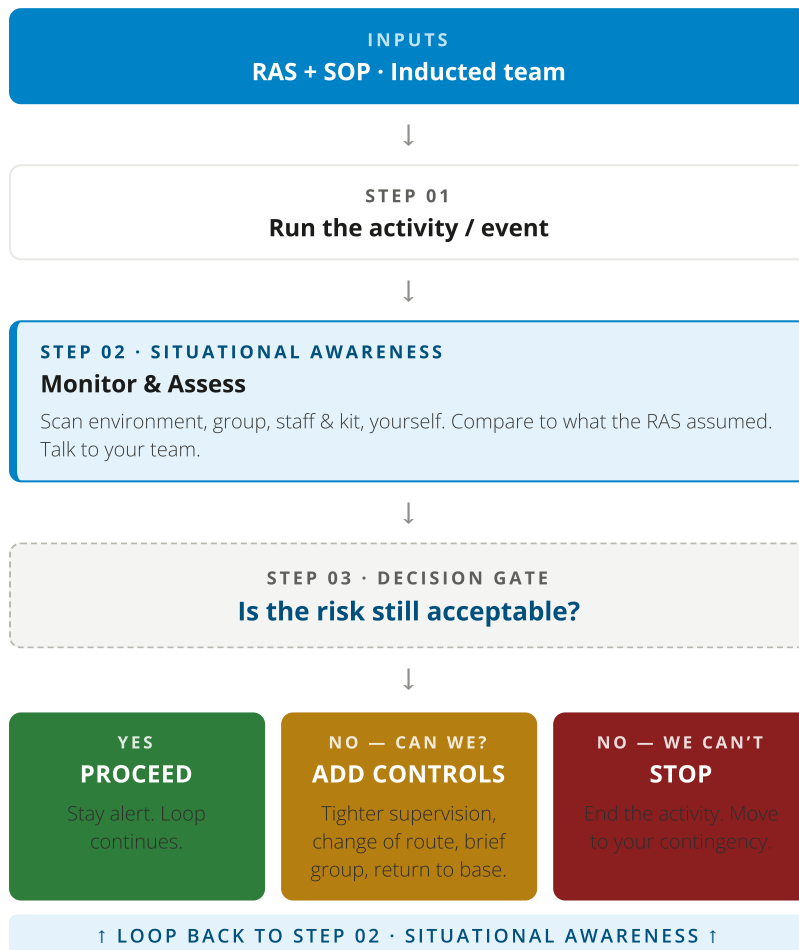 INPUTS
RAS + SOP · Inducted team
↓
STEP 01
Run the activity / event
↓
STEP 02 · SITUATIONAL AWARENESS
Monitor & Assess
Scan environment, group, staff & kit, yourself. Compare to what the RAS assumed.
Talk to your team.
↓
STEP 03 · DECISION GATE
Is the risk still acceptable?
↓
YES
PROCEED
Stay alert. Loop
continues.
NO — CAN WE?
ADD CONTROLS
Tighter supervision,
change of route, brief
group, return to base.
NO — WE CAN’T
STOP
End the activity. Move
to your contingency.
↑ LOOP BACK TO STEP 02 · SITUATIONAL AWARENESS ↑